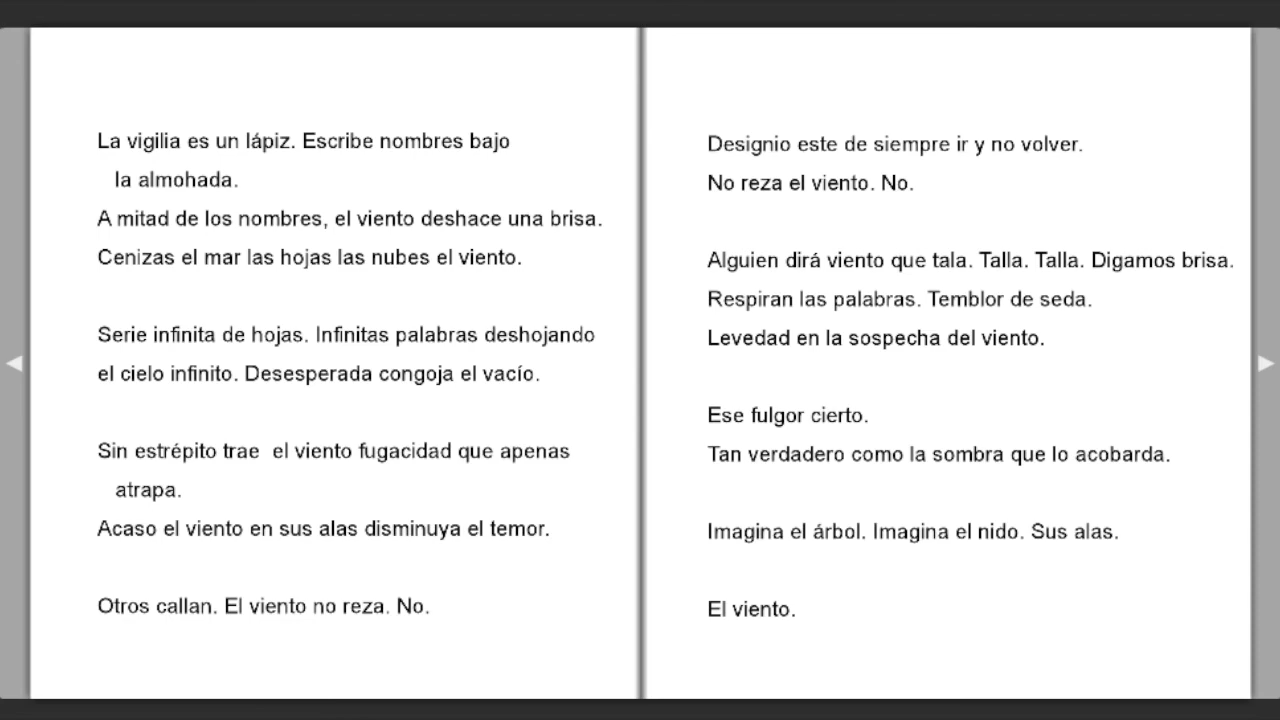 La vigilia es un lápiz. Escribe nombres bajo
la almohada.
A mitad de los nombres, el viento deshace una brisa.
Cenizas el mar las hojas las nubes el viento.
Serie infinita de hojas. Infinitas palabras deshojando
el cielo infinito. Desesperada congoja el vacío.
Sin estrépito trae  el viento fugacidad que apenas
atrapa.
Acaso el viento en sus alas disminuya el temor.
Otros callan. El viento no reza. No.
Designio este de siempre ir y no volver.
No reza el viento. No.
Alguien dirá viento que tala. Talla. Talla. Digamos brisa.
Respiran las palabras. Temblor de seda.
Levedad en la sospecha del viento.
Ese fulgor cierto.
Tan verdadero como la sombra que lo acobarda.
Imagina el árbol. Imagina el nido. Sus alas.
El viento.